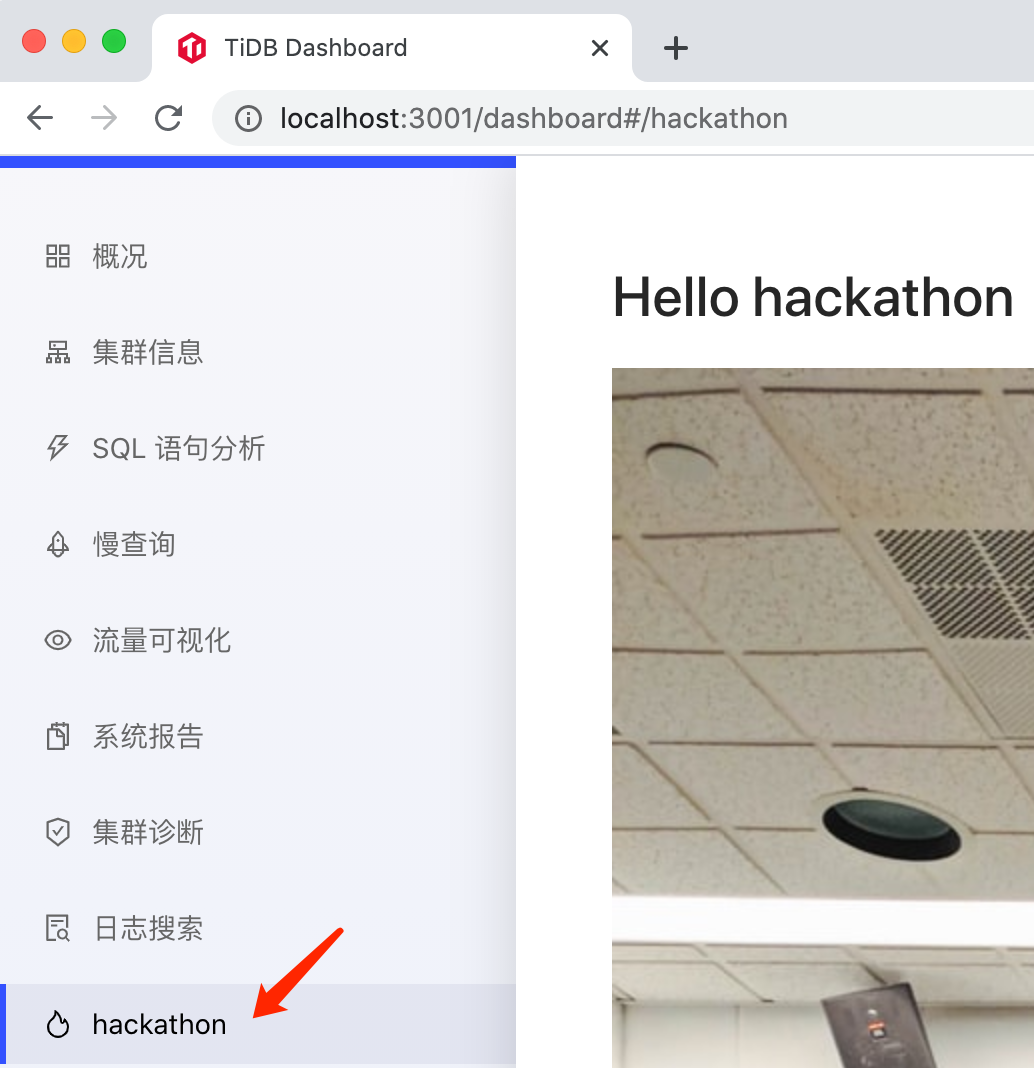 TiDB Dashboard
localhost:3001/dashboard#/hackathon
概况
集群信息
SQL 语句分析
慢查询
流量可视化
系统报告
集群诊断
日志搜索
hackathon
Hello hackathon